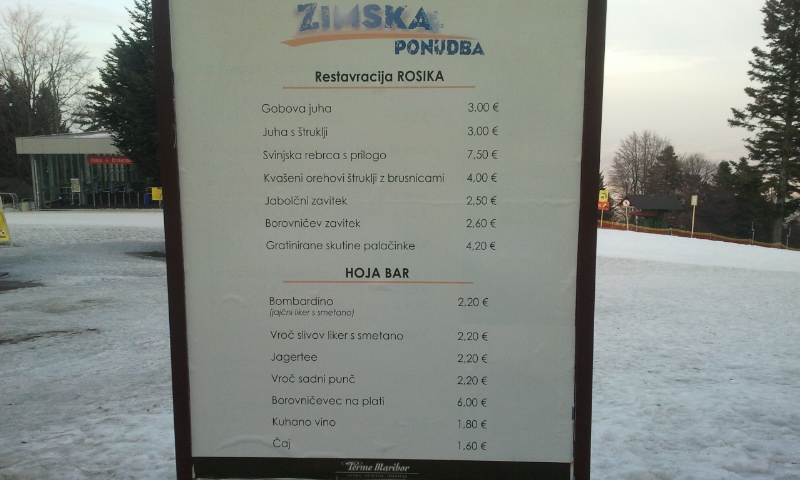 ZIMSKA
PONUDBA
Restavracija ROSIKA
Gobova juha 3,00 €
Juha s štruklji 3,00 €
Svinjska rebrca s prilogo 7,50 €
Kvašeni orehovi štruklji z brusnicami 4,00 €
Jabolčni zavitek 2,50 €
Borovničev zavitek 2,60 €
Gratinirane skutine palačinke 4,20 €
HOJA BAR
Bombardino 2,20 €
(jajčni liker s smetano)
Vroč slivov liker s smetano 2,20 €
Jagertee 2,20 €
Vroč sadni punč 2,20 €
Borovničevec na plati 6,00 €
Kuhano vino 1,80 €
Čaj 1,60 €
Terme Maribor